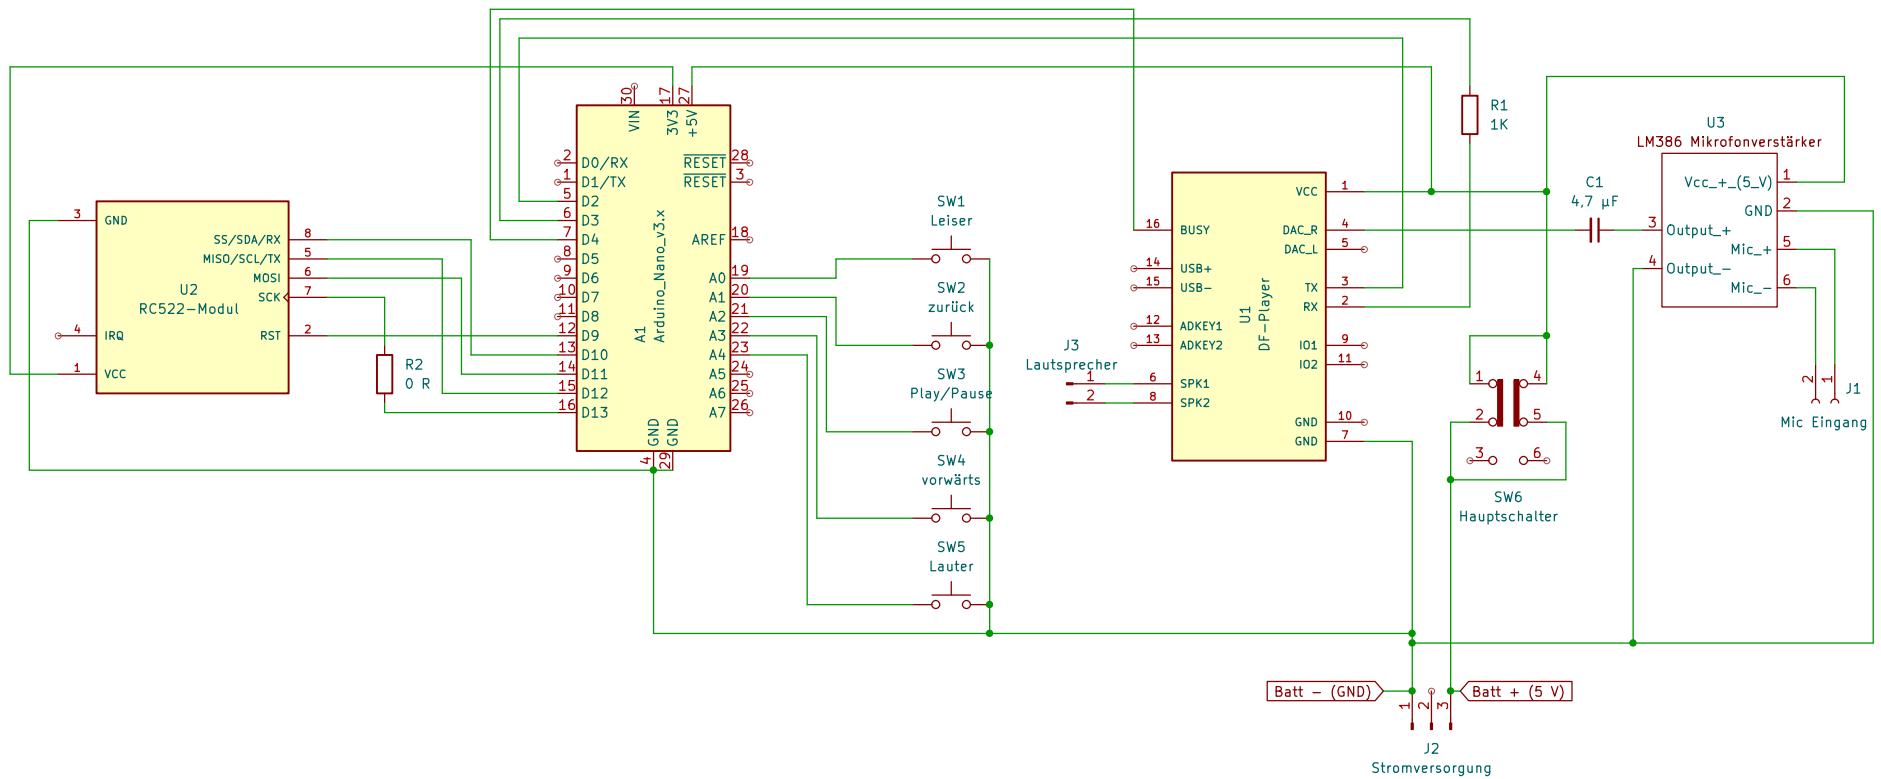 R1
1K
U3
LM386 Mikrofonverstärker
30
17
27
VIN
3V3
+5V
2
D0/RX
RESET
28
1
D1/TX
RESET
3
5
D2
6
D3
7
D4
AREF
18
8
D5
9
D6
A0
19
10
D7
A1
20
11
D8
A2
21
12
D9
A3
22
13
D10
A4
23
14
D11
A5
24
15
D12
A6
25
16
D13
A7
26
GND
GND
4
29
A1
Arduino_Nano_v3.x
3
GND
SS/SDA/RX
8
MISO/SCL/TX
5
MOSI
6
SCK
7
U2
RC522-Modul
4
IRQ
RST
2
1
VCC
R2
0 R
SW1
Leiser
SW2
zurück
SW3
Play/Pause
SW4
vorwärts
SW5
Lauter
J3
Lautsprecher
1
2
U1
DF-Player
VCC
1
16
BUSY
DAC_R
4
DAC_L
5
14
USB+
15
USB-
TX
3
RX
2
12
ADKEY1
13
ADKEY2
IO1
9
IO2
11
6
SPK1
8
SPK2
GND
10
GND
7
C1
4,7 µF
Vcc_+_(5_V)
1
GND
2
3
Output_+
Mic_+
5
4
Output_-
Mic_-
6
2
1
J1
Mic Eingang
1
4
2
5
3
6
SW6
Hauptschalter
Batt - (GND)
Batt + (5 V)
1
2
3
J2
Stromversorgung